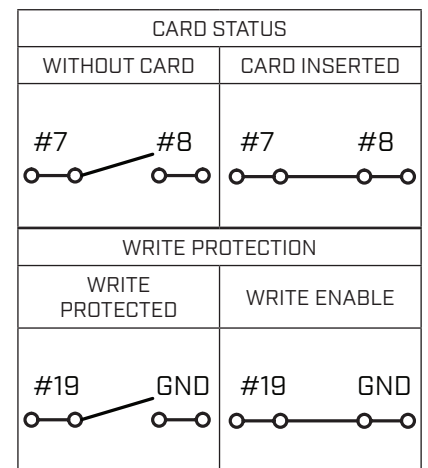 CARD STATUS
WITHOUT CARD
CARD INSERTED
#7 #8
#7 #8
WRITE PROTECTION
WRITE
PROTECTED
WRITE ENABLE
#19 GND
#19 GND